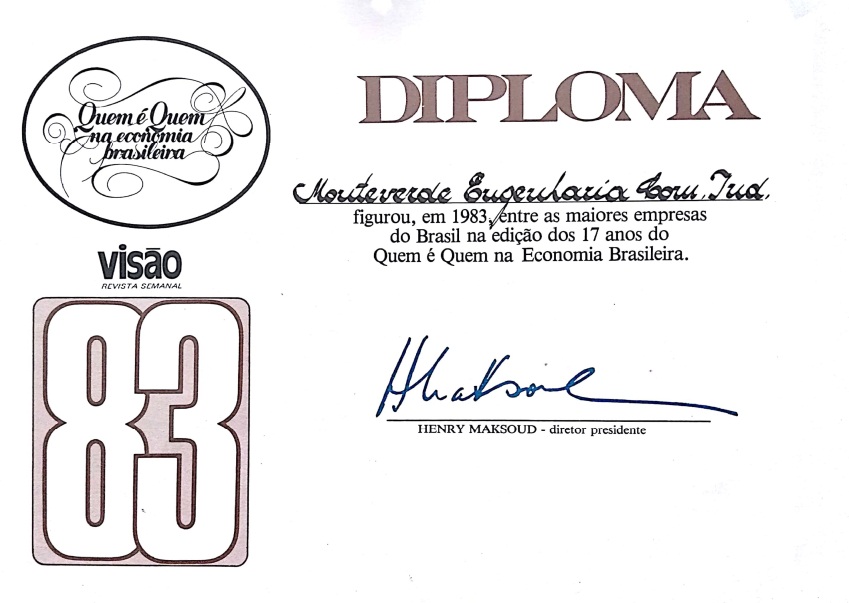 Quem é Quem
na economia
brasileira
DIPLOMA
Monteverde Engenharia Com. Ind.
figurou, em 1983, entre as maiores empresas
do Brasil na edição dos 17 anos do
Quem é Quem na Economia Brasileira.
visão
REVISTA SEMANAL
83
HMaksoud
HENRY MAKSOUD - diretor presidente